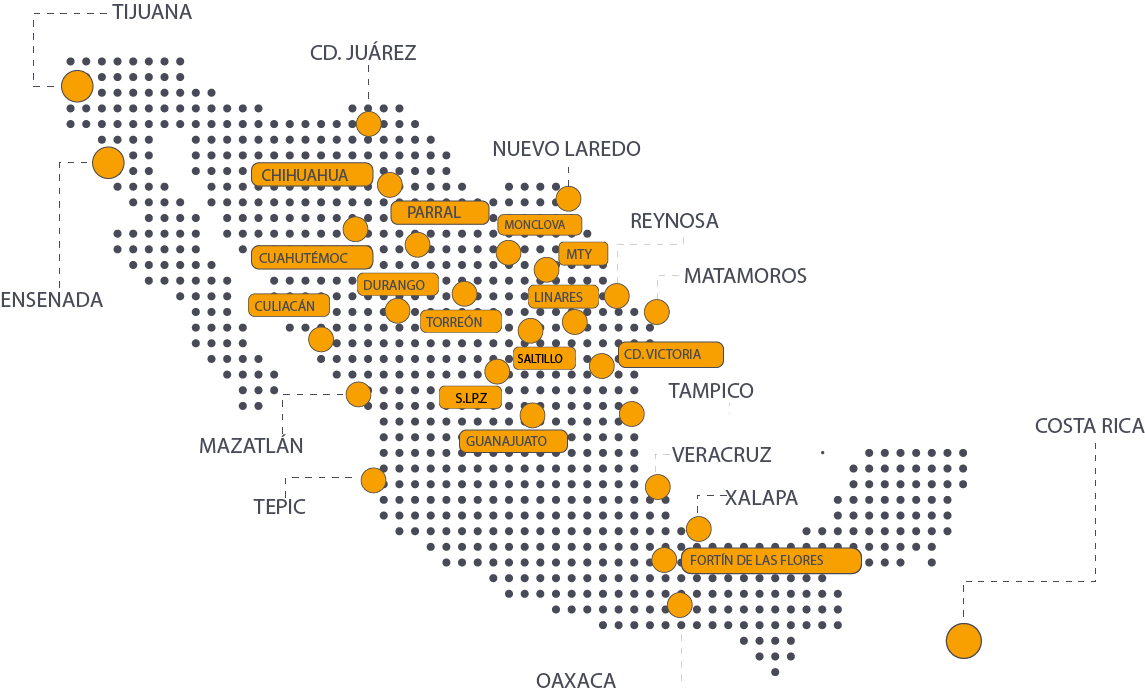 TIJUANA
CD. JUÁREZ
NUEVO LAREDO
CHIHUAHUA
PARRAL
MONCLOVA
REYNOSA
CUAHUTÉMOC
MTY
MATAMOROS
DURANGO
ENSENADA
LINARES
CULIACÁN
TORREÓN
SALTILLO
CD. VICTORIA
TAMPICO
S.LP.Z
COSTA RICA
GUANAJUATO
MAZATLÁN
VERACRUZ
XALAPA
TEPIC
FORTÍN DE LAS FLORES
OAXACA